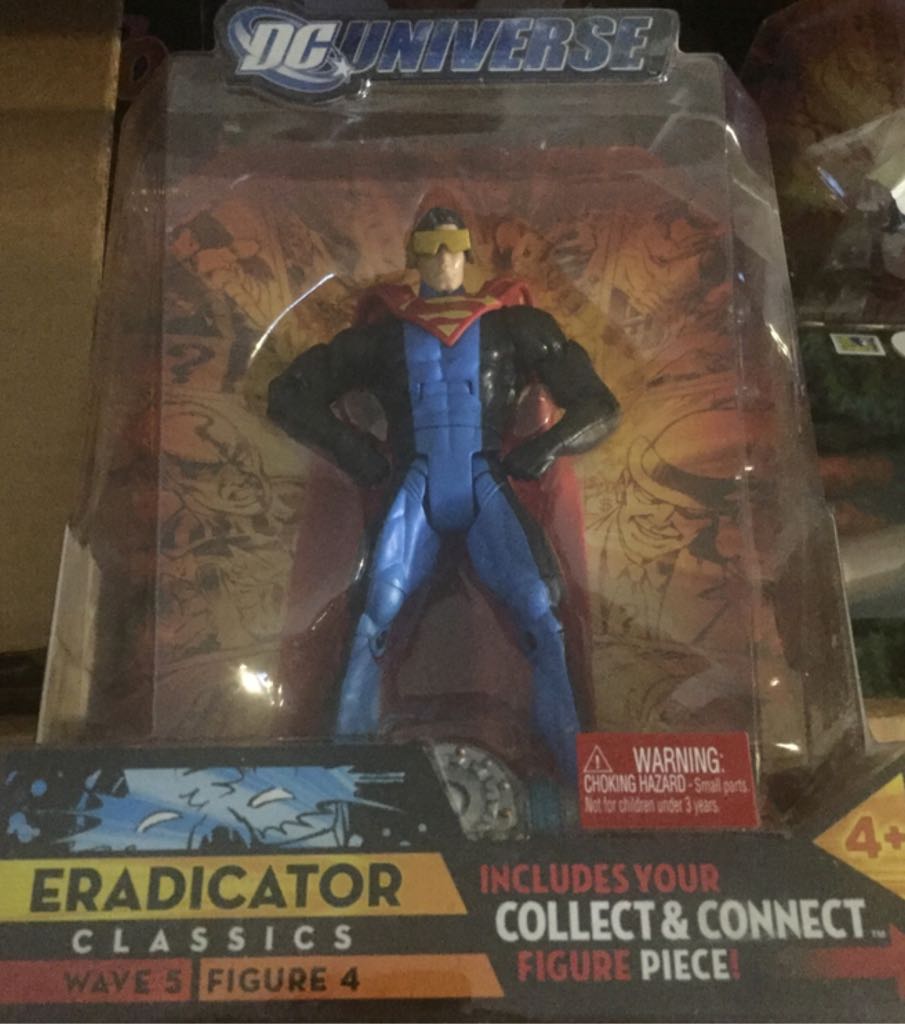 DC UNIVERSE
WARNING:
CHOKING HAZARD - Small parts.
Not for children under 3 years.
4+
ERADICATOR
CLASSICS
WAVE 5 FIGURE 4
INCLUDES YOUR
COLLECT & CONNECT™
FIGURE PIECE!